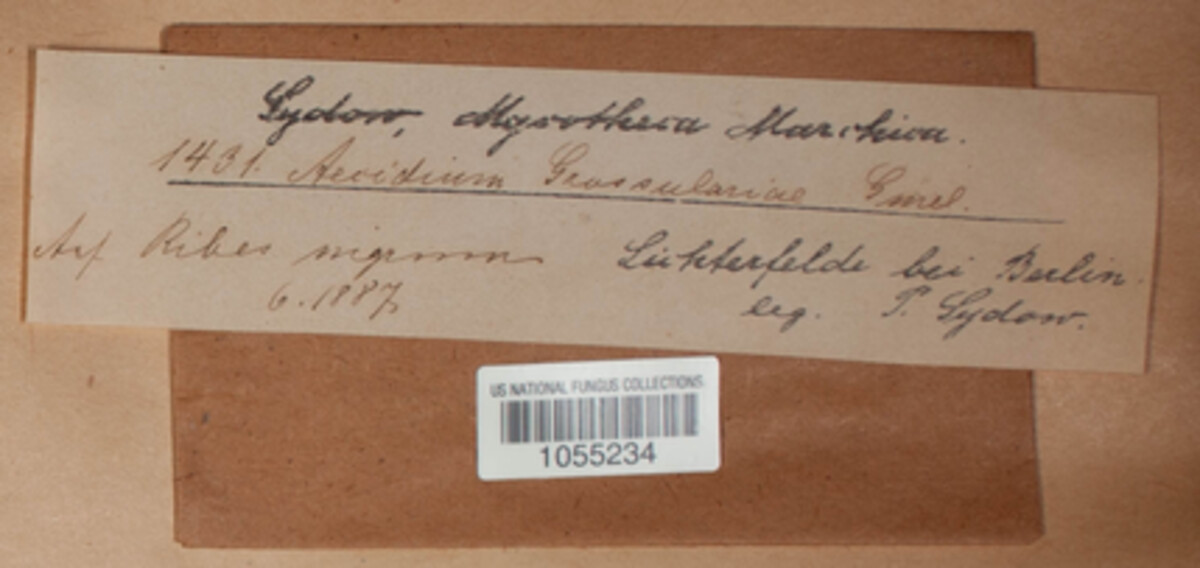 Sydow, Mycotheca Marchica.
1431. Aecidium Grossulariae Gmel.
Auf Ribes nigrum Lichterfelde bei Berlin.
6. 1887 leg. P. Sydow.
US NATIONAL FUNGUS COLLECTIONS
1055234